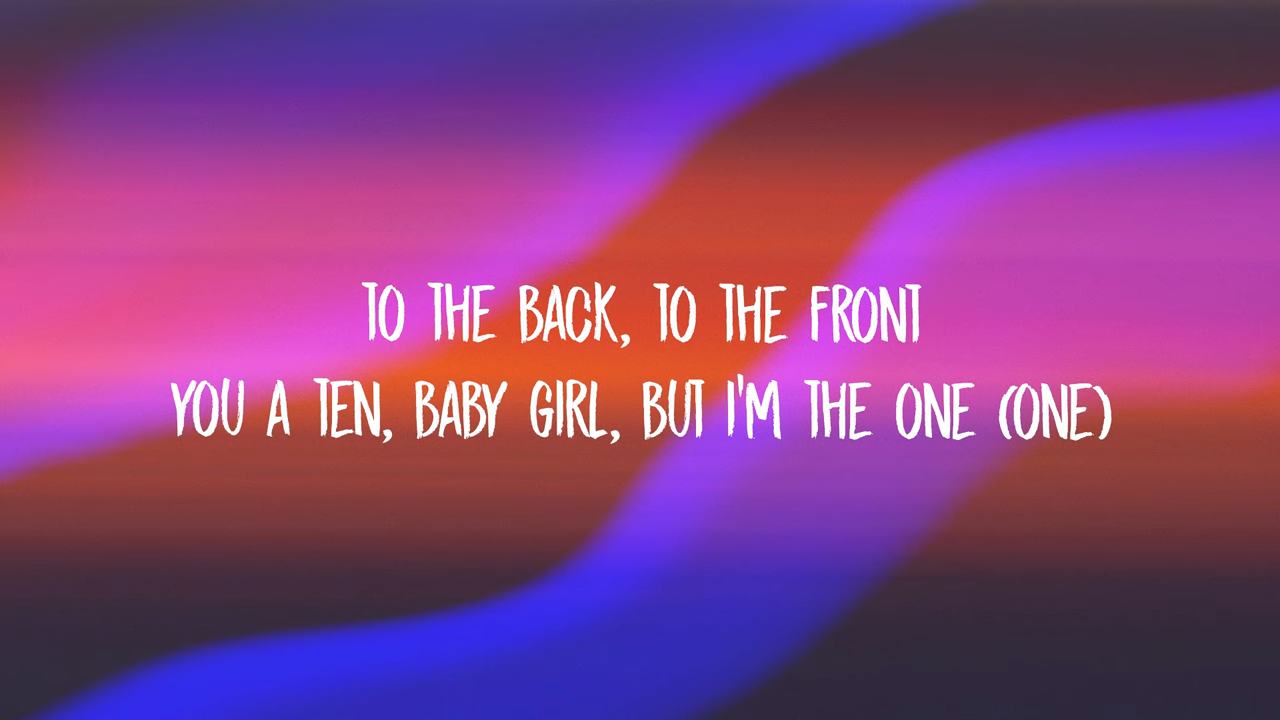 TO THE BACK, TO THE FRONT
YOU A TEN, BABY GIRL, BUT I'M THE ONE (ONE)